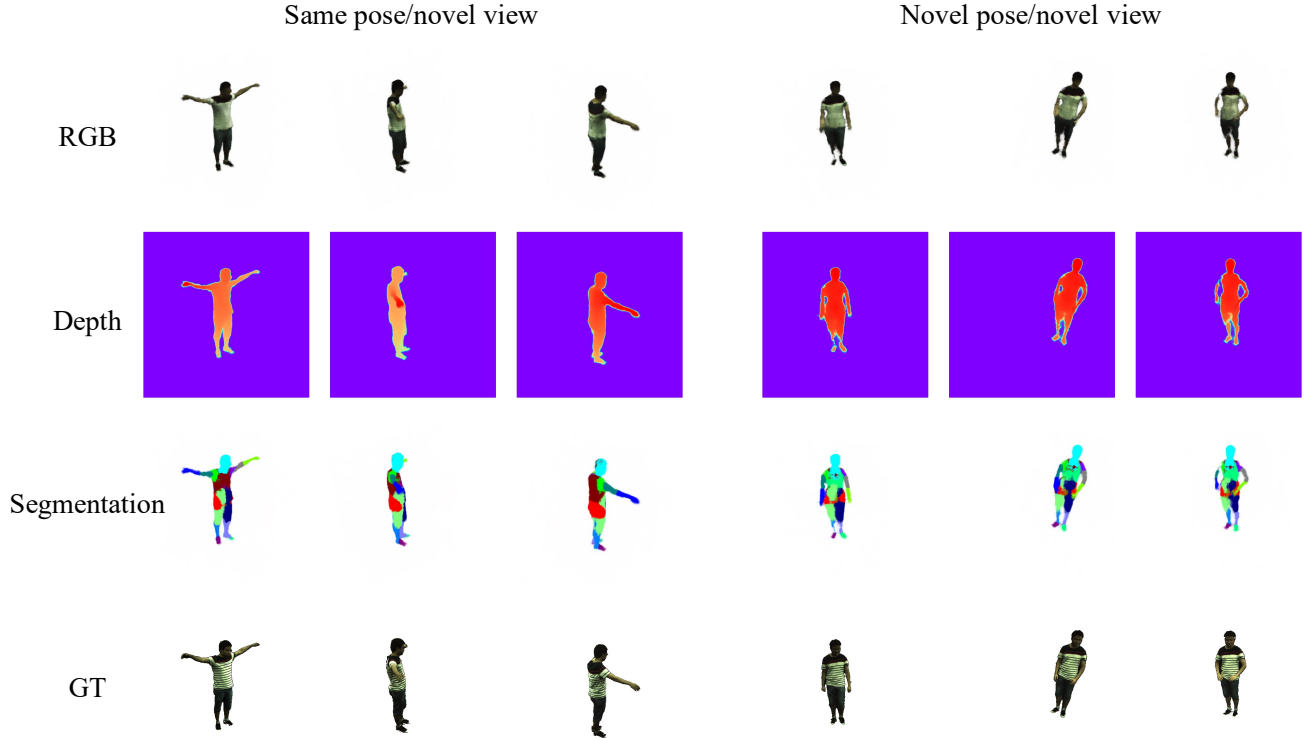 Same pose/novel view
Novel pose/novel view
RGB
Depth
Segmentation
GT